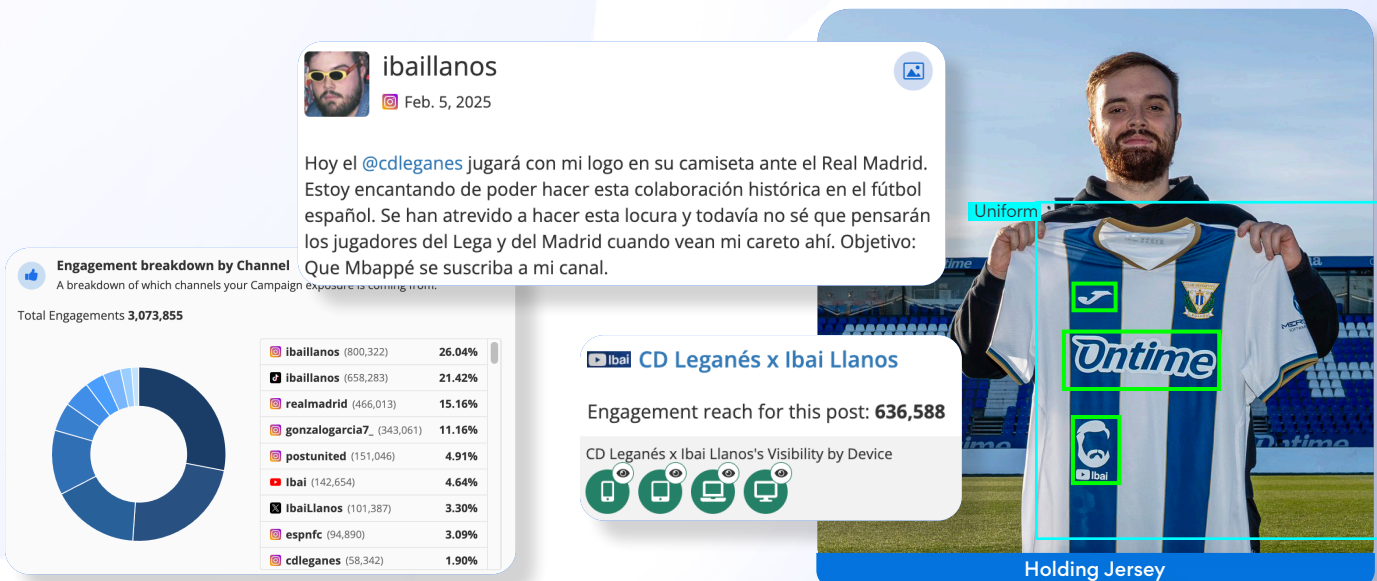 ibaillanos
Feb. 5, 2025
Hoy el @cdleganes jugará con mi logo en su camiseta ante el Real Madrid.
Estoy encantando de poder hacer esta colaboración histórica en el fútbol
español. Se han atrevido a hacer esta locura y todavía no sé que pensarán
los jugadores del Lega y del Madrid cuando vean mi careto ahí. Objetivo:
Que Mbappé se suscriba a mi canal.
Engagement breakdown by Channel
A breakdown of which channels your Campaign exposure is coming from.
Total Engagements 3,073,855
ibaillanos (800,322) 26.04%
ibaillanos (658,283) 21.42%
realmadrid (466,013) 15.16%
gonzalogarcia7_ (343,061) 11.16%
postunited (151,046) 4.91%
Ibai (142,654) 4.64%
IbaiLlanos (101,387) 3.30%
espnfc (94,890) 3.09%
cdleganes (58,342) 1.90%
Ibai CD Leganés x Ibai Llanos
Engagement reach for this post: 636,588
CD Leganés x Ibai Llanos's Visibility by Device
Uniform
Ontime
Ibai
Ontime
Holding Jersey